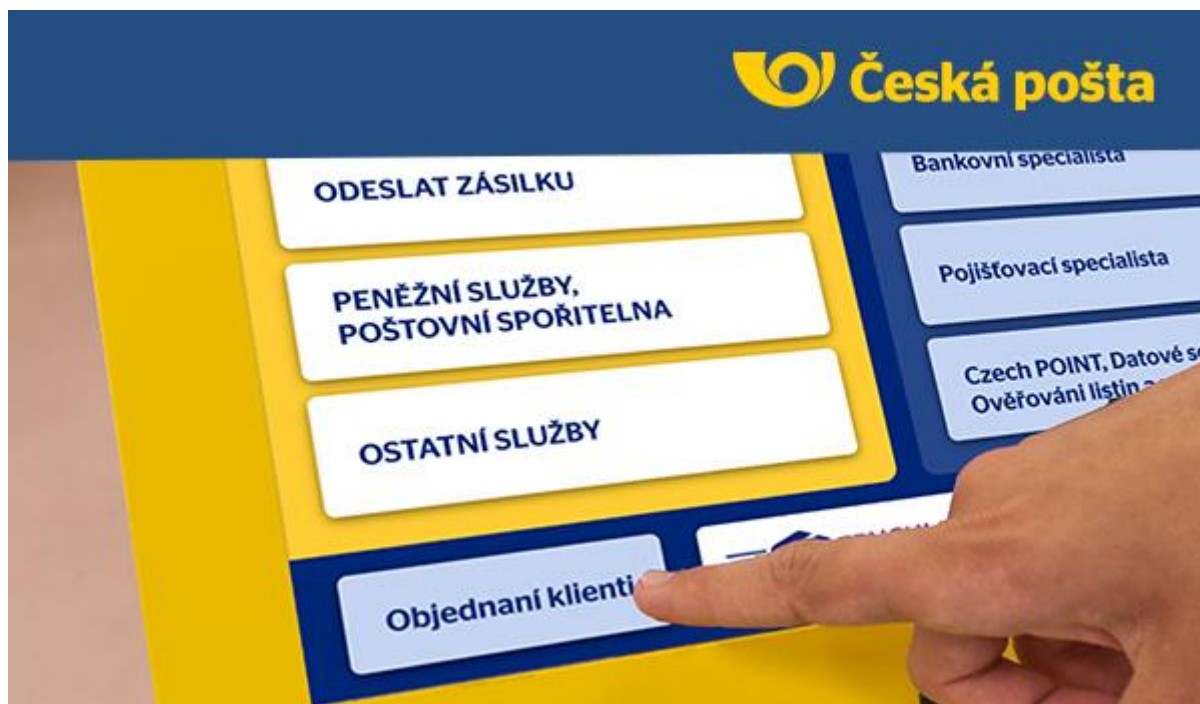 Česká pošta
ODESLAT ZÁSILKU
PENĚŽNÍ SLUŽBY,
POŠTOVNÍ SPOŘITELNA
OSTATNÍ SLUŽBY
Objednaní klienti
Bankovní specialista
Pojišťovací specialista
Czech POINT, Datové
Ověřování listin